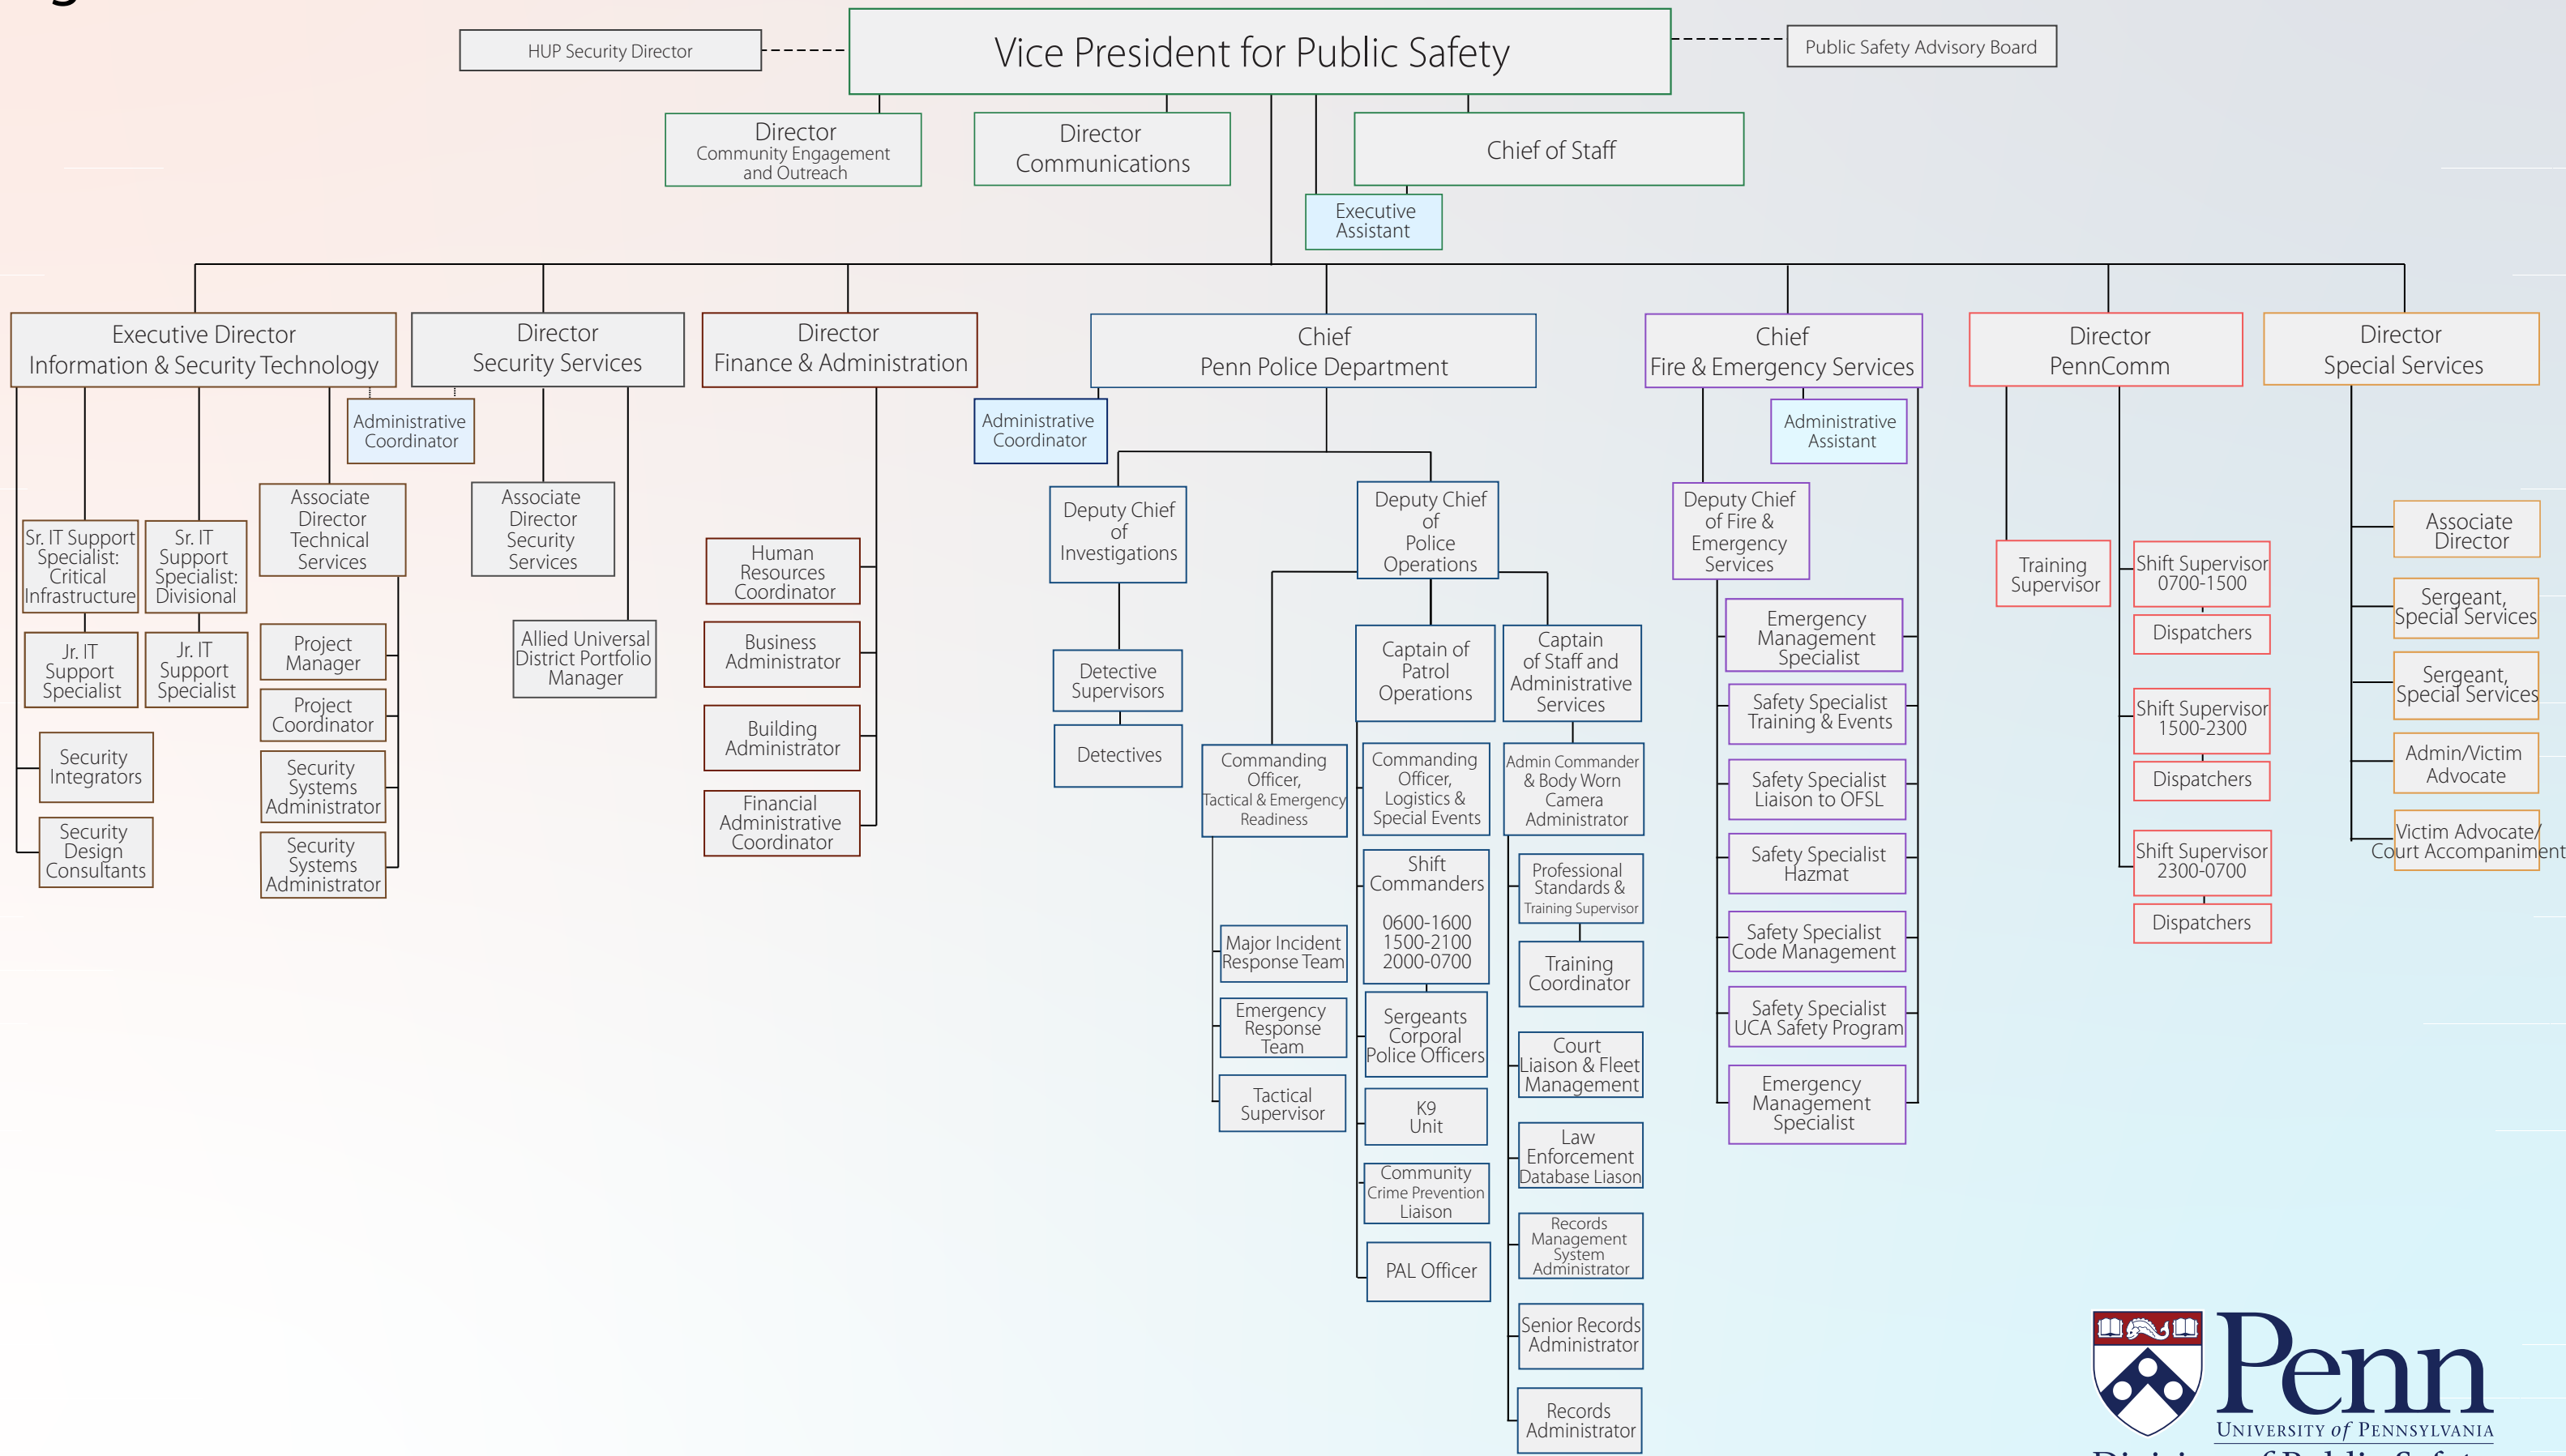 HUP Security Director
Vice President for Public Safety
Public Safety Advisory Board
Director
Community Engagement
and Outreach
Director
Communications
Chief of Staff
Executive
Assistant
Executive Director
Information & Security Technology
Director
Security Services
Director
Finance & Administration
Chief
Penn Police Department
Chief
Fire & Emergency Services
Director
PennComm
Director
Special Services
Administrative
Coordinator
Sr. IT Support
Specialist:
Critical
Infrastructure
Jr. IT
Support
Specialist
Sr. IT
Support
Specialist:
Divisional
Jr. IT
Support
Specialist
Security
Integrators
Security
Design
Consultants
Associate
Director
Technical
Services
Project
Manager
Project
Coordinator
Security
Systems
Administrator
Security
Systems
Administrator
Associate
Director
Security
Services
Allied Universal
District Portfolio
Manager
Human
Resources
Coordinator
Business
Administrator
Building
Administrator
Financial
Administrative
Coordinator
Administrative
Coordinator
Deputy Chief
of
Investigations
Detective
Supervisors
Detectives
Deputy Chief
of
Police
Operations
Commanding
Officer,
Tactical & Emergency
Readiness
Major Incident
Response Team
Emergency
Response
Team
Tactical
Supervisor
Captain of
Patrol
Operations
Commanding
Officer,
Logistics &
Special Events
Shift
Commanders
0600-1600
1500-2100
2000-0700
Sergeants
Corporal
Police Officers
K9
Unit
Community
Crime Prevention
Liaison
PAL Officer
Captain
of Staff and
Administrative
Services
Admin Commander
& Body Worn
Camera
Administrator
Professional
Standards &
Training Supervisor
Training
Coordinator
Court
Liaison & Fleet
Management
Law
Enforcement
Database Liason
Records
Management
System
Administrator
Senior Records
Administrator
Records
Administrator
Administrative
Assistant
Deputy Chief
of Fire &
Emergency
Services
Emergency
Management
Specialist
Safety Specialist
Training & Events
Safety Specialist
Liaison to OFSL
Safety Specialist
Hazmat
Safety Specialist
Code Management
Safety Specialist
UCA Safety Program
Emergency
Management
Specialist
Training
Supervisor
Shift Supervisor
0700-1500
Dispatchers
Shift Supervisor
1500-2300
Dispatchers
Shift Supervisor
2300-0700
Dispatchers
Associate
Director
Sergeant,
Special Services
Sergeant,
Special Services
Admin/Victim
Advocate
Victim Advocate/
Court Accompaniment
Penn
UNIVERSITY of PENNSYLVANIA
Division of Public Safety